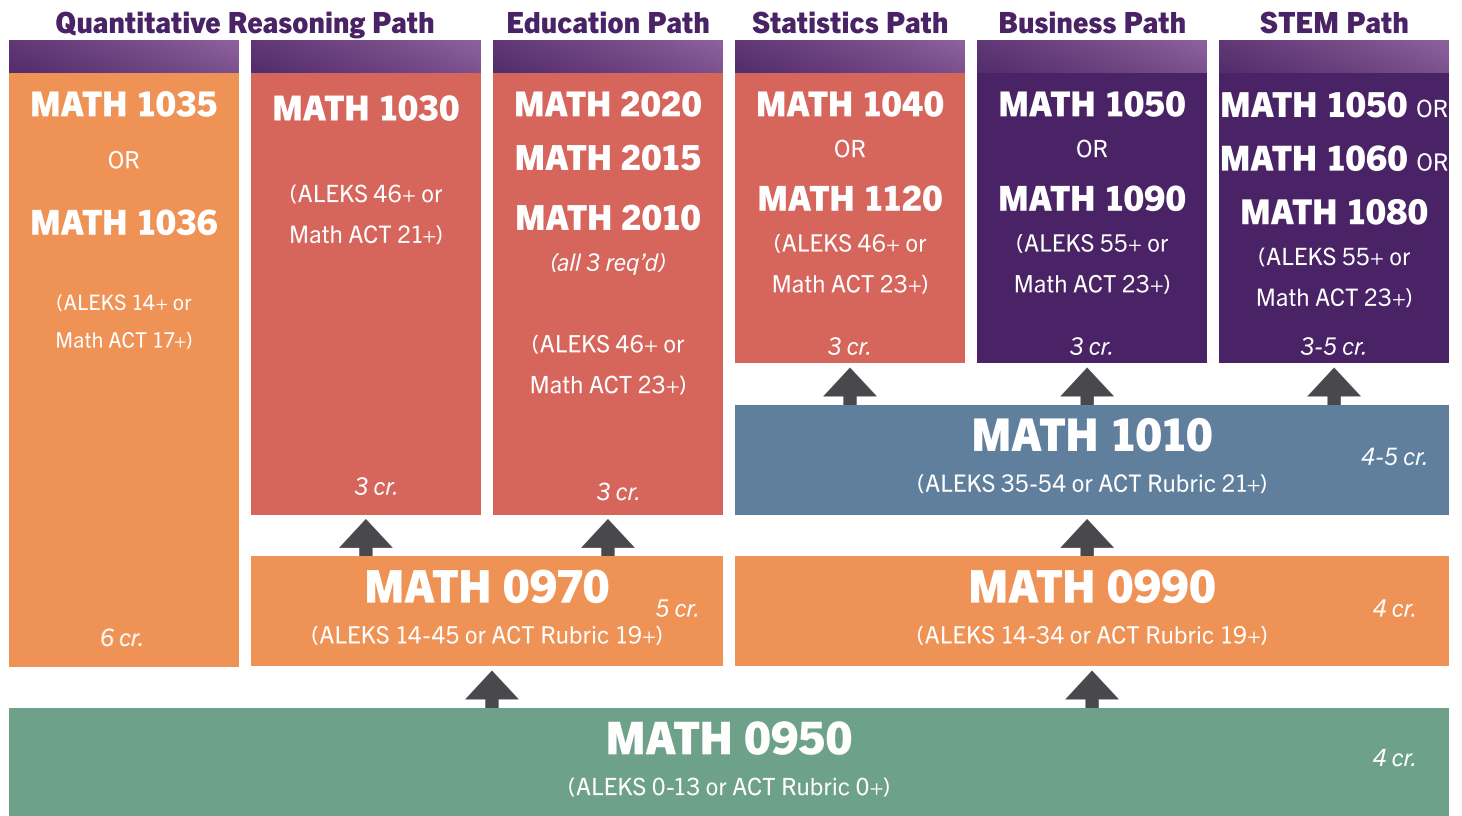 Quantitative Reasoning Path
Education Path
Statistics Path
Business Path
STEM Path
MATH 1035
OR
MATH 1036
(ALEKS 14+ or
Math ACT 17+)
6 cr.
MATH 1030
(ALEKS 46+ or
Math ACT 21+)
3 cr.
MATH 2020
MATH 2015
MATH 2010
(all 3 req’d)
(ALEKS 46+ or
Math ACT 23+)
3 cr.
MATH 1040
OR
MATH 1120
(ALEKS 46+ or
Math ACT 23+)
3 cr.
MATH 1050
OR
MATH 1090
(ALEKS 55+ or
Math ACT 23+)
3 cr.
MATH 1050 OR
MATH 1060 OR
MATH 1080
(ALEKS 55+ or
Math ACT 23+)
3-5 cr.
MATH 1010
(ALEKS 35-54 or ACT Rubric 21+)
4-5 cr.
MATH 0970
(ALEKS 14-45 or ACT Rubric 19+)
5 cr.
MATH 0990
(ALEKS 14-34 or ACT Rubric 19+)
4 cr.
MATH 0950
(ALEKS 0-13 or ACT Rubric 0+)
4 cr.